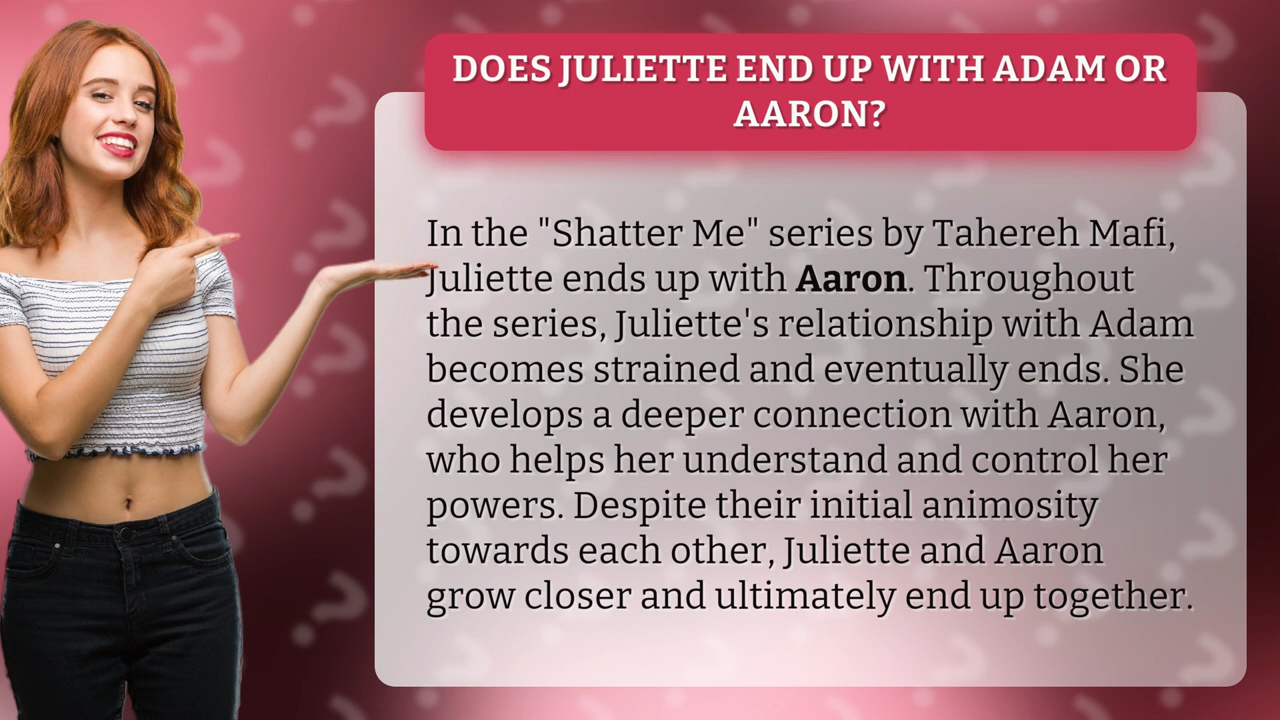 DOES JULIETTE END UP WITH ADAM OR
AARON?
In the "Shatter Me" series by Tahereh Mafi,
Juliette ends up with Aaron. Throughout
the series, Juliette's relationship with Adam
becomes strained and eventually ends. She
develops a deeper connection with Aaron,
who helps her understand and control her
powers. Despite their initial animosity
towards each other, Juliette and Aaron
grow closer and ultimately end up together.